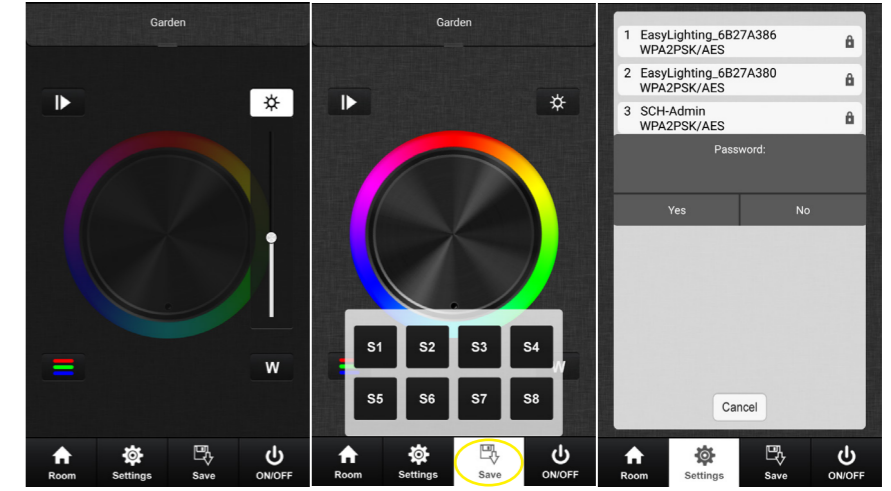 Garden
W
Room
Settings
Save
ON/OFF
Garden
S1
S2
S3
S4
S5
S6
S7
S8
W
Room
Settings
Save
ON/OFF
1 EasyLighting_6B27A386
WPA2PSK/AES
2 EasyLighting_6B27A380
WPA2PSK/AES
3 SCH-Admin
WPA2PSK/AES
Password:
Yes
No
Cancel
Room
Settings
Save
ON/OFF